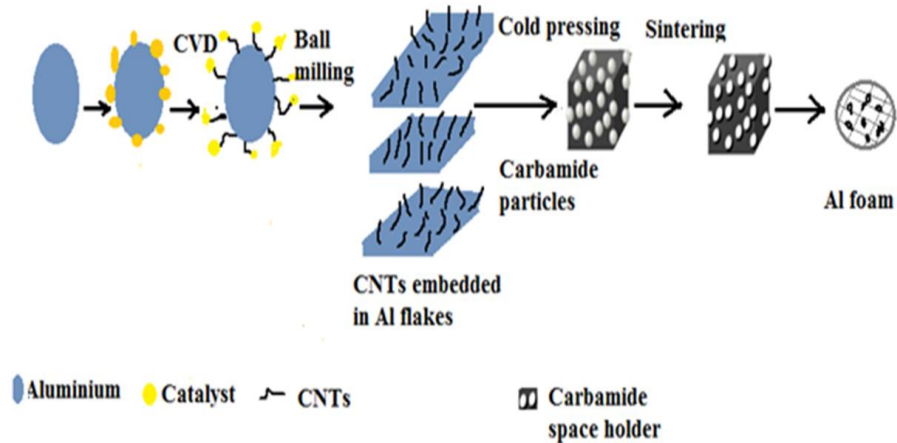 CVD
Ball
milling
Cold pressing
Sintering
Carbamide
particles
Al foam
CNTs embedded
in Al flakes
Aluminium
Catalyst
CNTs
Carbamide
space holder